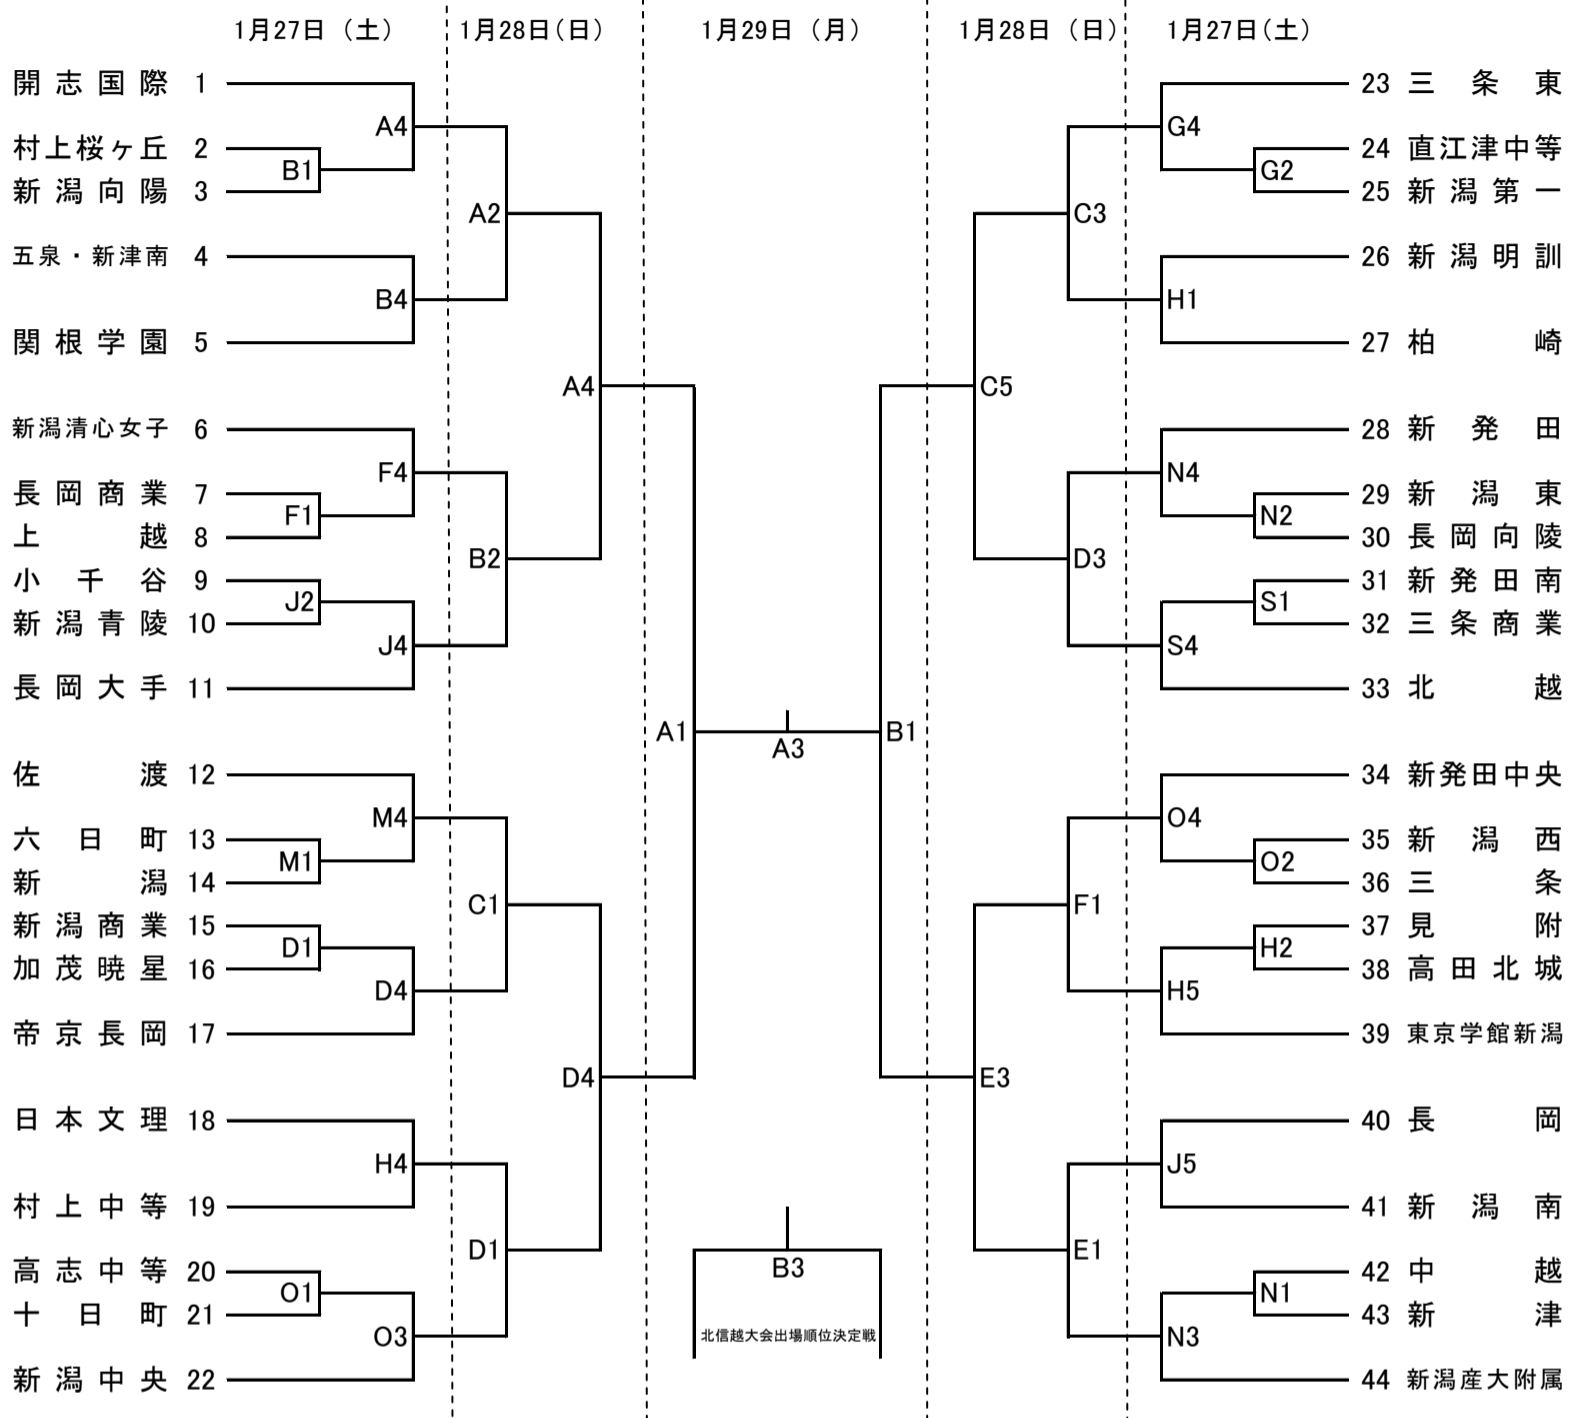 1月27日（土）
1月28日（日）
1月29日（月）
1月28日（日）
1月27日（土）
開志国際 1
村上桜ヶ丘 2
新潟向陽 3
五泉・新津南 4
関根学園 5
新潟清心女子 6
長岡商業 7
上越 8
小千谷 9
新潟青陵 10
長岡大手 11
佐渡 12
六日町 13
新潟 14
新潟商業 15
加茂暁星 16
帝京長岡 17
日本文理 18
村上中等 19
高志中等 20
十日町 21
新潟中央 22
B1
F1
J2
M1
D1
O1
A4
B4
F4
J4
M4
D4
H4
O3
A2
B2
C1
D1
A4
D4
A1
A3
B1
B3
北信越大会出場順位決定戦
C5
E3
C3
D3
F1
E1
G4
H1
N4
S4
O4
H5
J5
N3
G2
N2
S1
O2
H2
N1
23 三条東
24 直江津中等
25 新潟第一
26 新潟明訓
27 柏崎
28 新発田
29 新潟東
30 長岡向陵
31 新発田南
32 三条商業
33 北越
34 新発田中央
35 新潟西
36 三条
37 見附
38 高田北城
39 東京学館新潟
40 長岡
41 新潟南
42 中越
43 新津
44 新潟産大附属